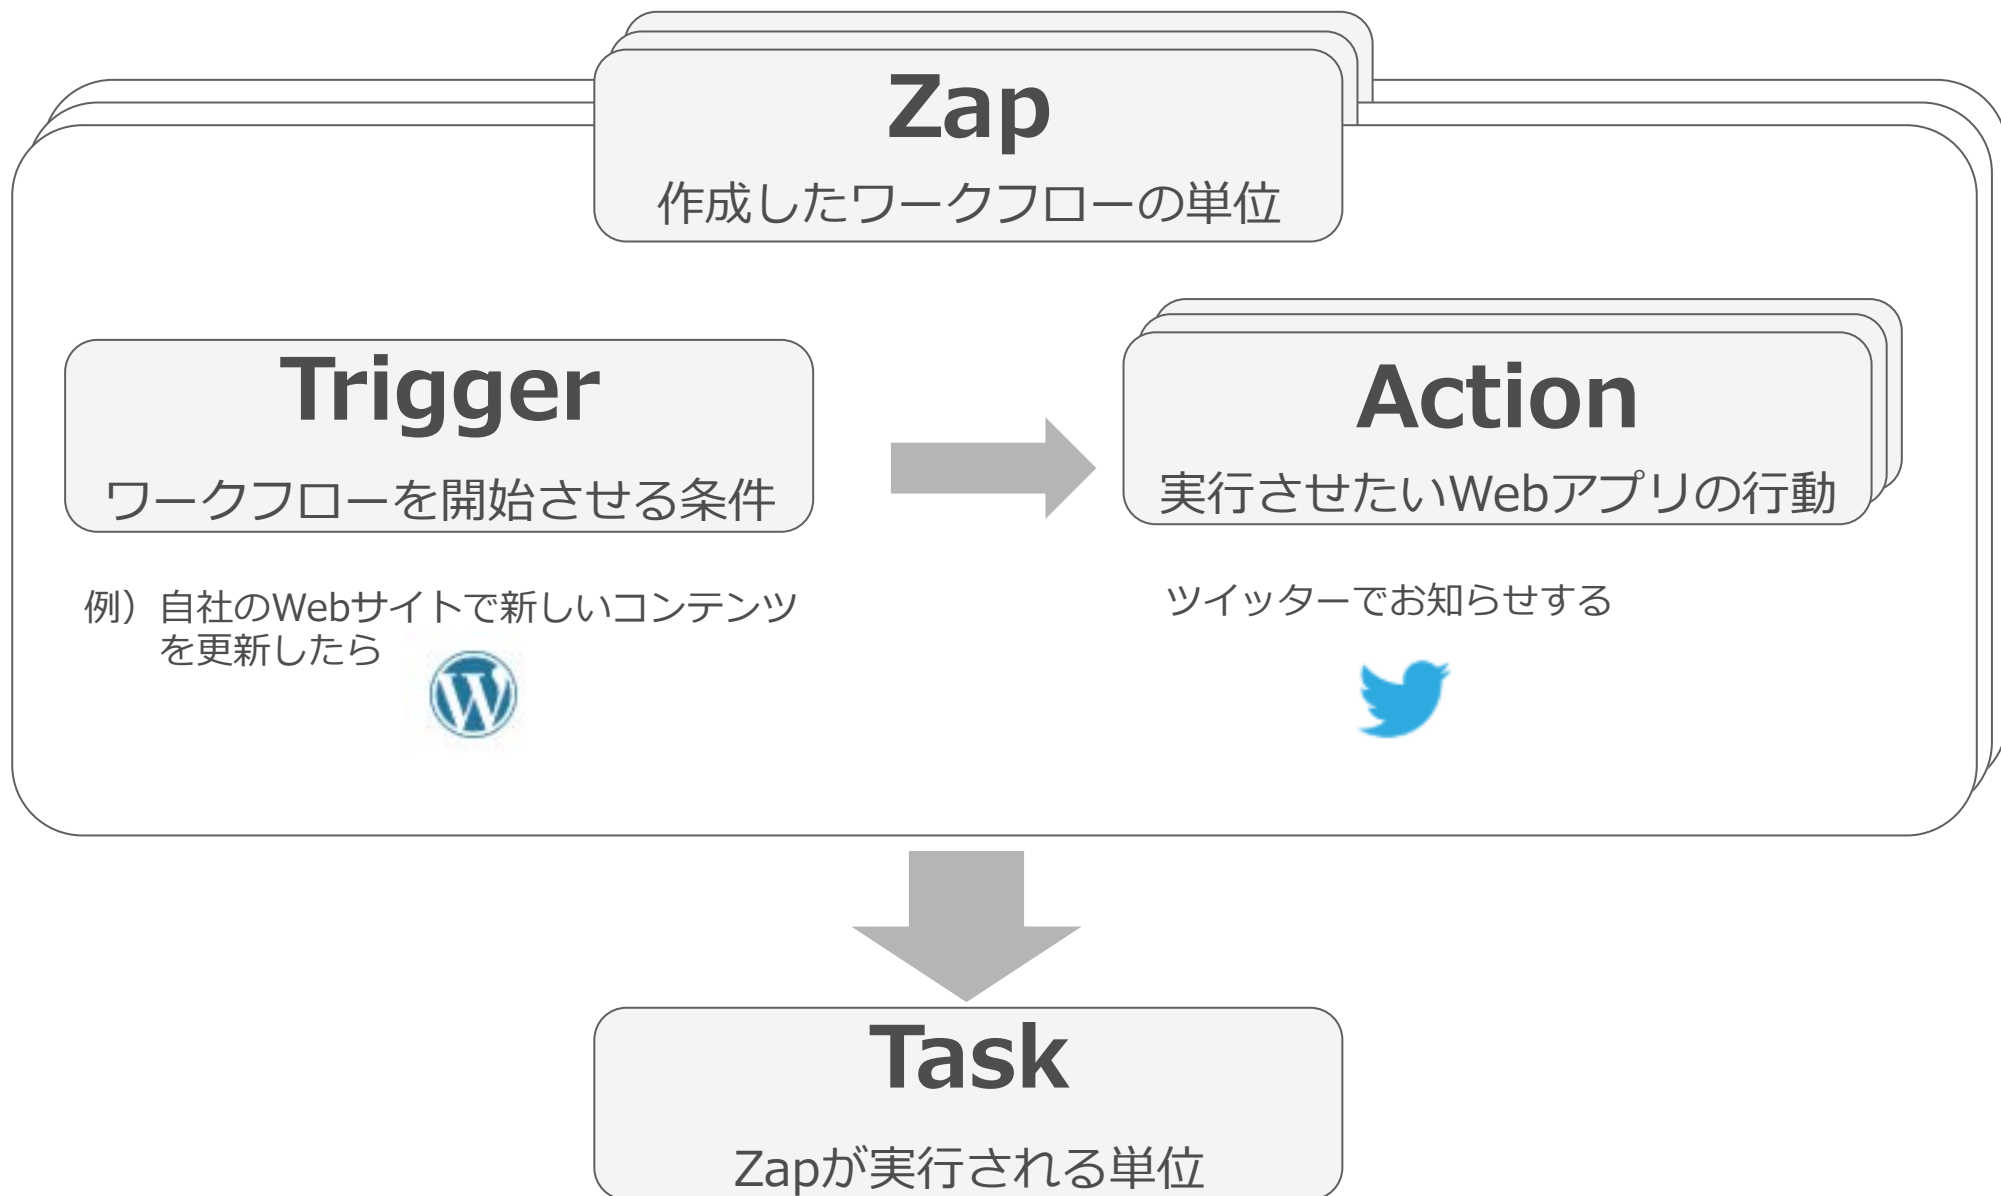 Zap
作成したワークフローの単位
Trigger
ワークフローを開始させる条件
Action
実行させたいWebアプリの行動
例）自社のWebサイトで新しいコンテンツ
を更新したら
ツイッターでお知らせする
Task
Zapが実行される単位